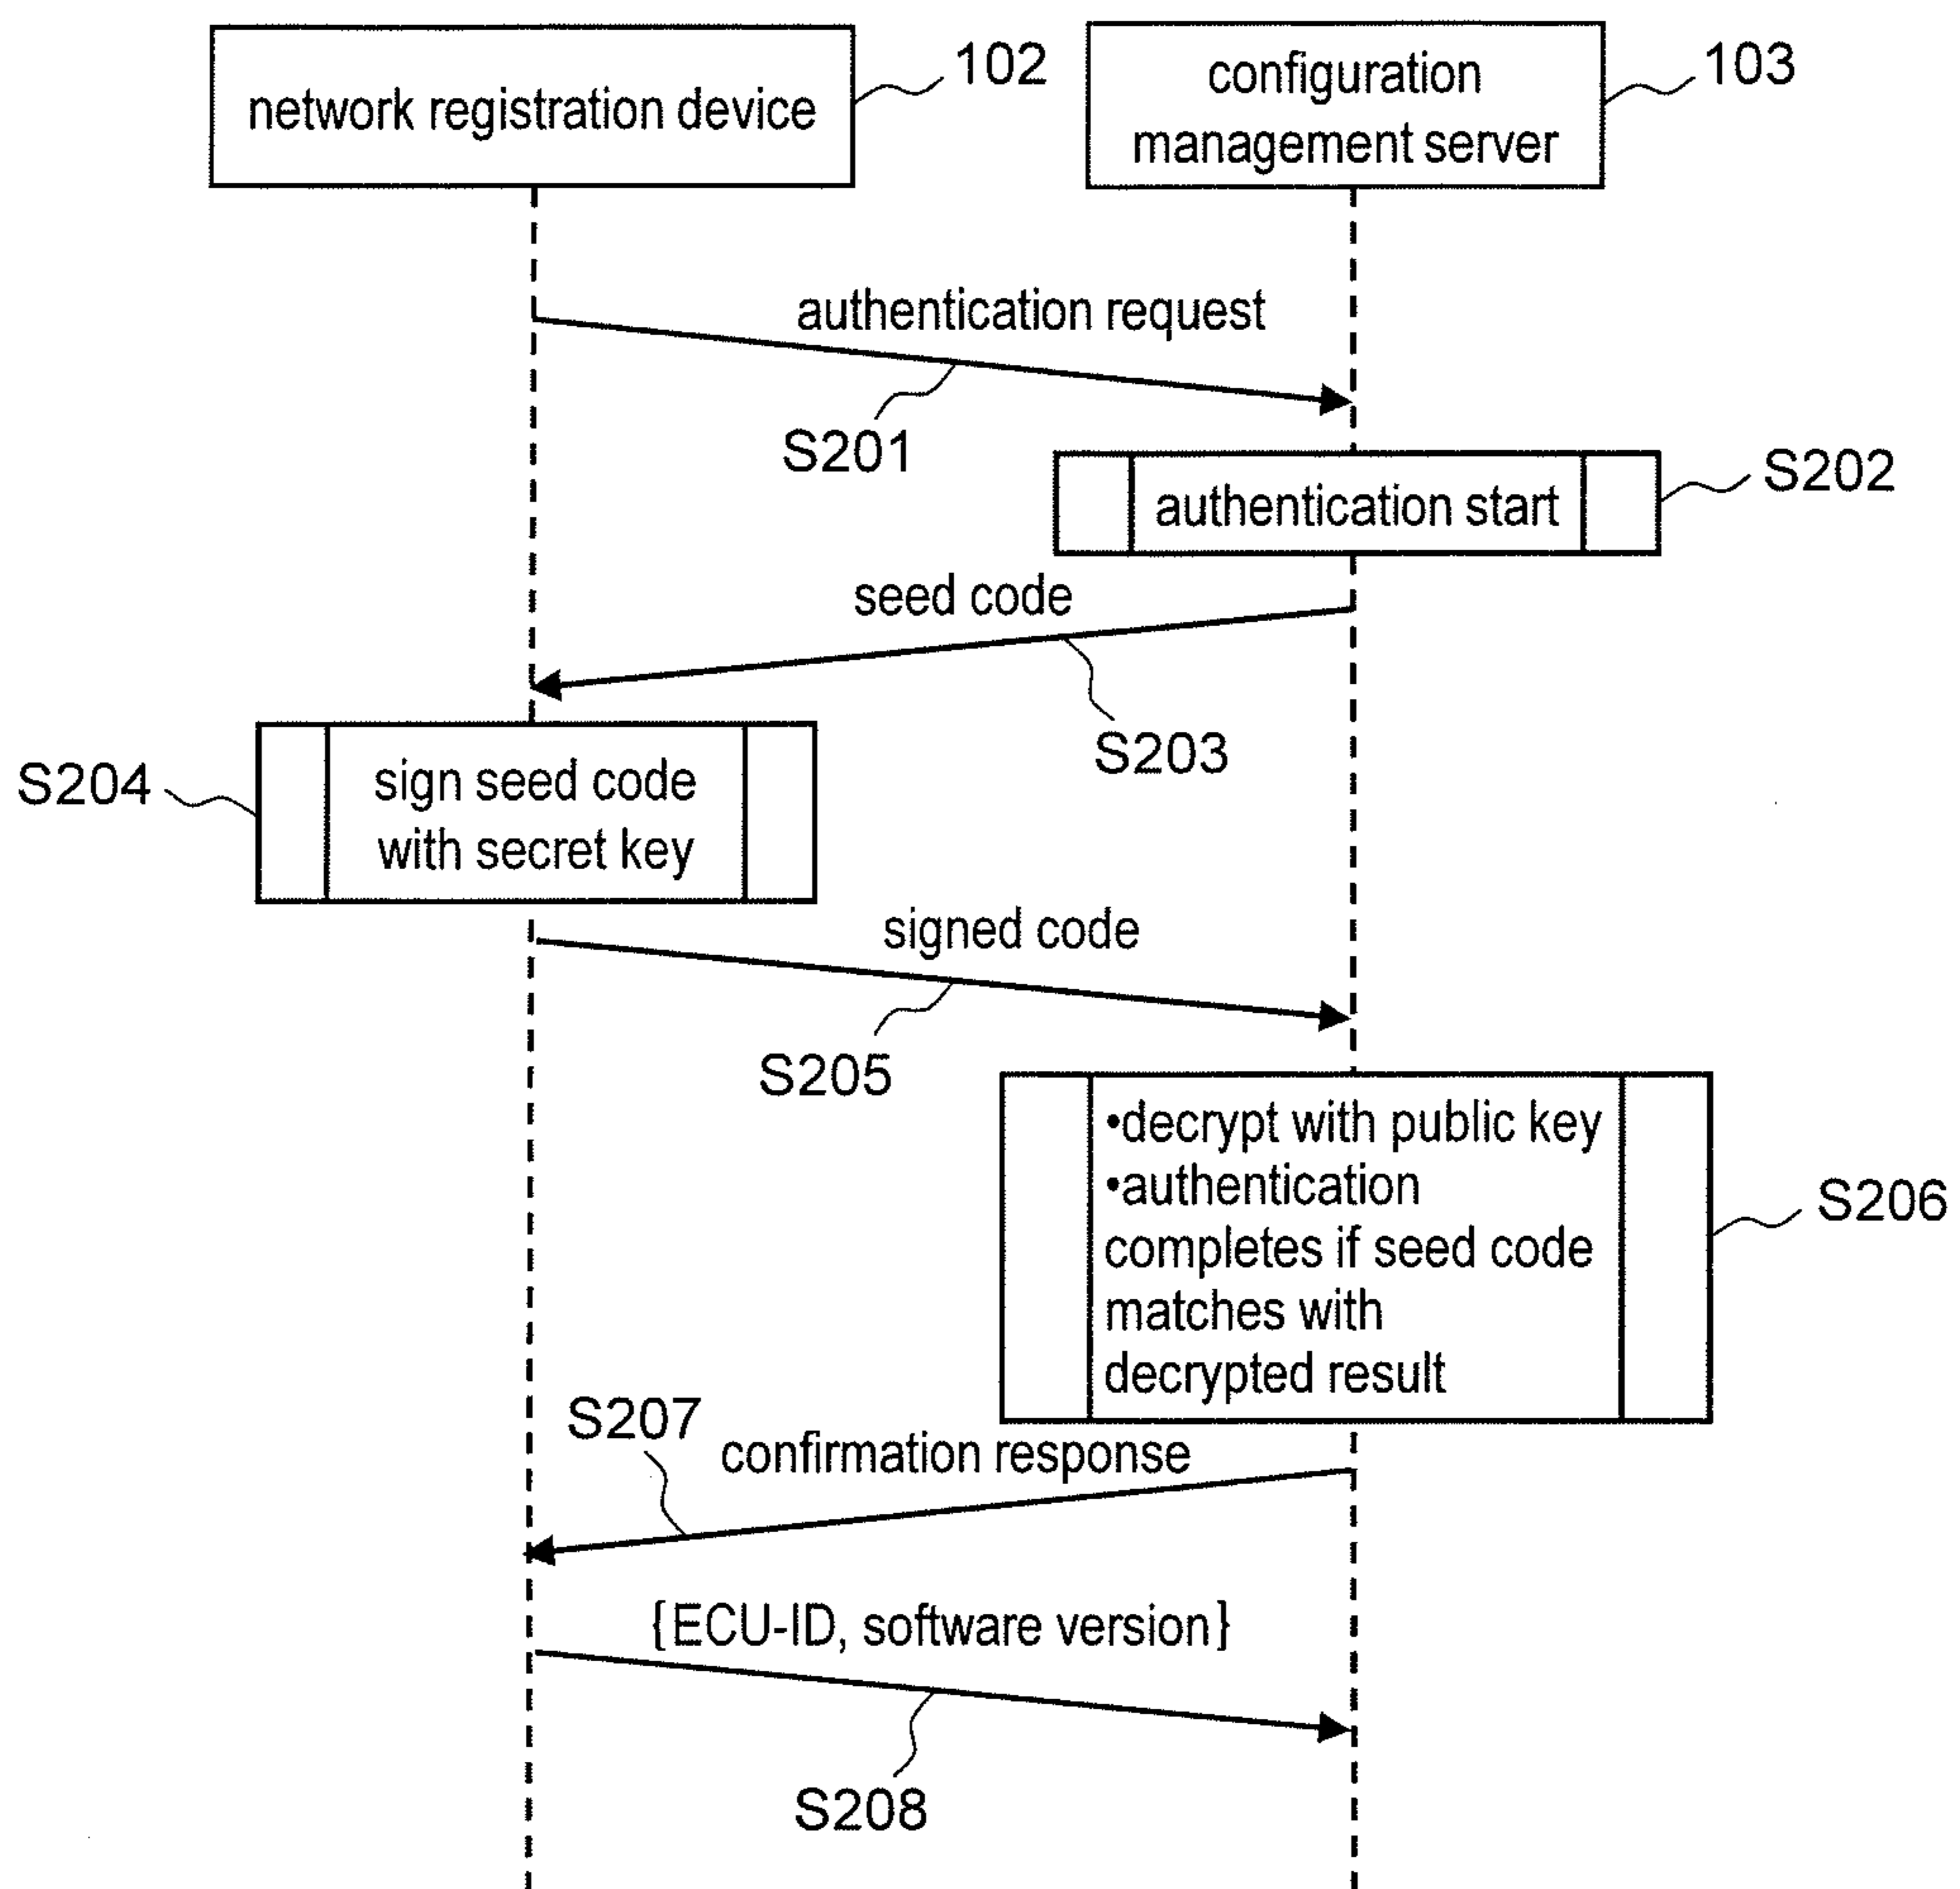 network registration device
102
configuration
management server
103
authentication request
S201
authentication start
S202
seed code
S203
sign seed code
with secret key
S204
signed code
S205
•decrypt with public key
•authentication
completes if seed code
matches with
decrypted result
S206
S207
confirmation response
{ECU-ID, software version}
S208